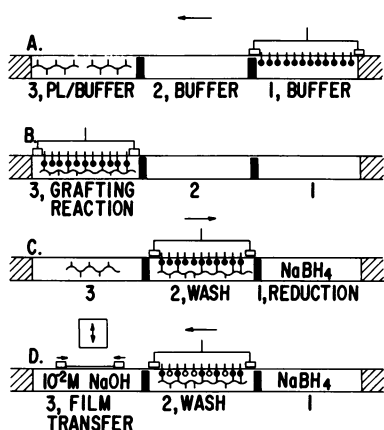 A.
3, PL/BUFFER 2, BUFFER 1, BUFFER
B.
3, GRAFTING REACTION 2 1
C.
NaBH4
3 2, WASH 1, REDUCTION
D.
10-2M NaOH NaBH4
3, FILM TRANSFER 2, WASH 1